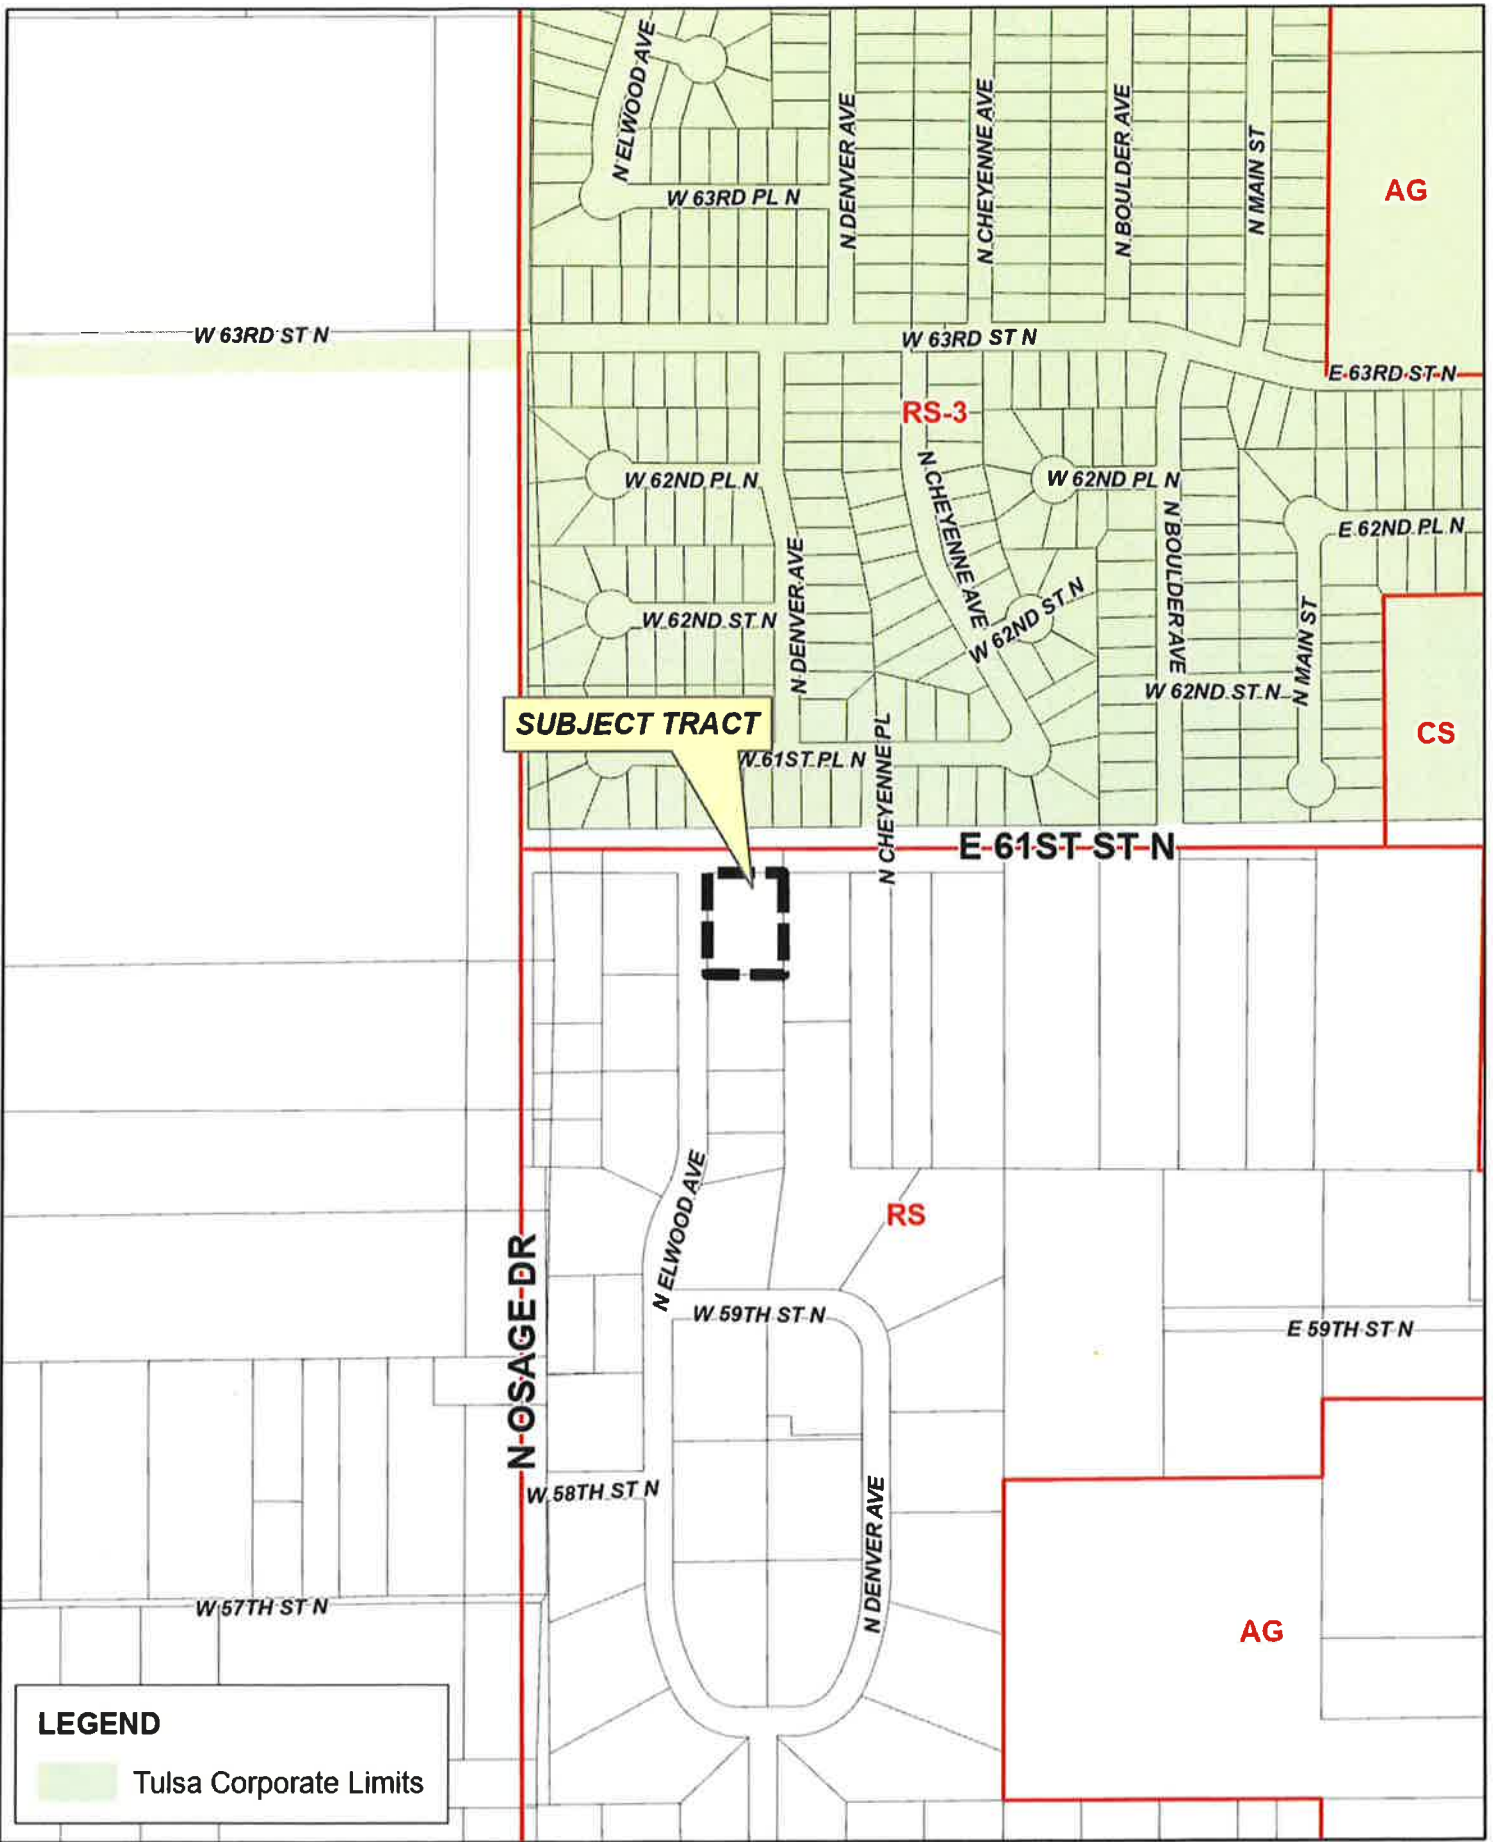 N ELWOOD AVE
N DENVER AVE
N CHEYENNE AVE
N BOULDER AVE
N MAIN ST
AG
W 63RD PL N
W 63RD ST N
W 63RD ST N
E 63RD ST N
RS-3
W 62ND PL N
N CHEYENNE AVE
W 62ND PL N
N BOULDER AVE
E 62ND PL N
N DENVER AVE
W 62ND ST N
W 62ND ST N
N MAIN ST
W 62ND ST N
SUBJECT TRACT
CS
W 61ST PL N
N CHEYENNE PL
E 61ST ST N
N ELWOOD AVE
RS
N OSAGE DR
W 59TH ST N
E 59TH ST N
W 58TH ST N
N DENVER AVE
W 57TH ST N
AG
LEGEND
Tulsa Corporate Limits